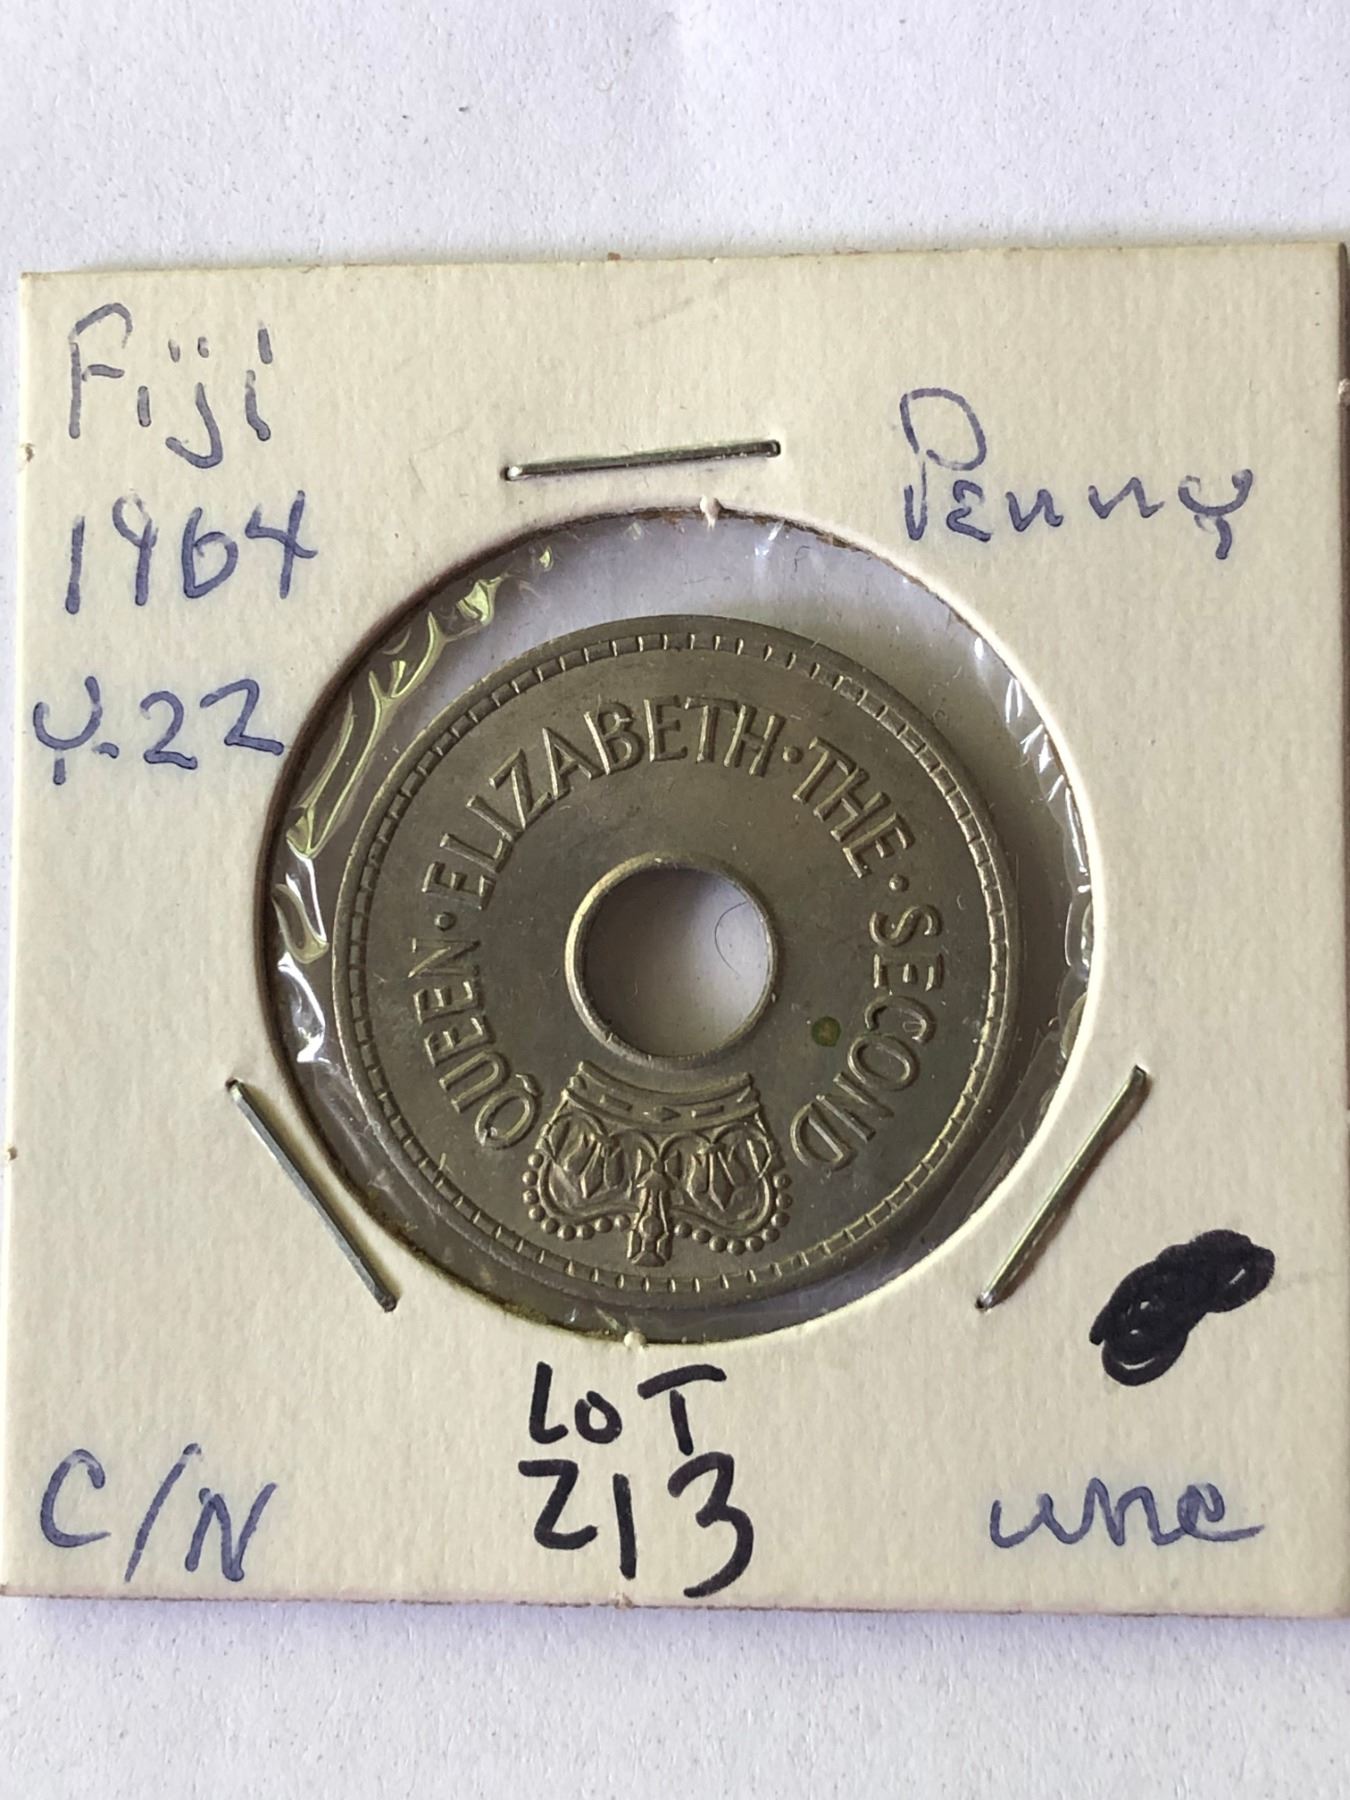 Fiji
1964
Y.22
Penny
QUEEN·ELIZABETH·THE·SECOND
C/N
LOT
213
unc